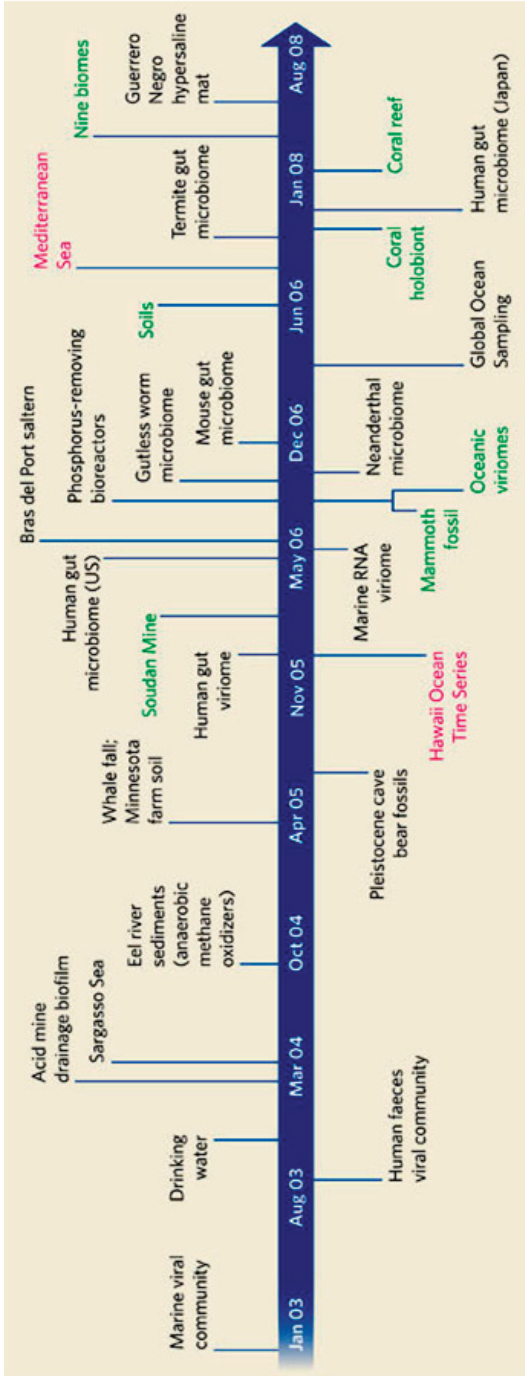 Marine viral
community
Drinking
water
Acid mine
drainage biofilm
Sargasso Sea
Eel river
sediments
(anaerobic
methane
oxidizers)
Whale fall;
Minnesota
farm soil
Soudan Mine
Human gut
viriome
Human gut
microbiome (US)
Bras del Port saltern
Phosphorus-removing
bioreactors
Gutless worm
microbiome
Mouse gut
microbiome
Soils
Mediterranean
Sea
Termite gut
microbiome
Nine biomes
Guerrero
Negro
hypersaline
mat
Jan 03
Aug 03
Mar 04
Oct 04
Apr 05
Nov 05
May 06
Dec 06
Jun 06
Jan 08
Aug 08
Human faeces
viral community
Pleistocene cave
bear fossils
Hawaii Ocean
Time Series
Marine RNA
viriome
Mammoth
fossil
Oceanic
viriomes
Neanderthal
microbiome
Global Ocean
Sampling
Coral
holobiont
Human gut
microbiome (Japan)
Coral reef